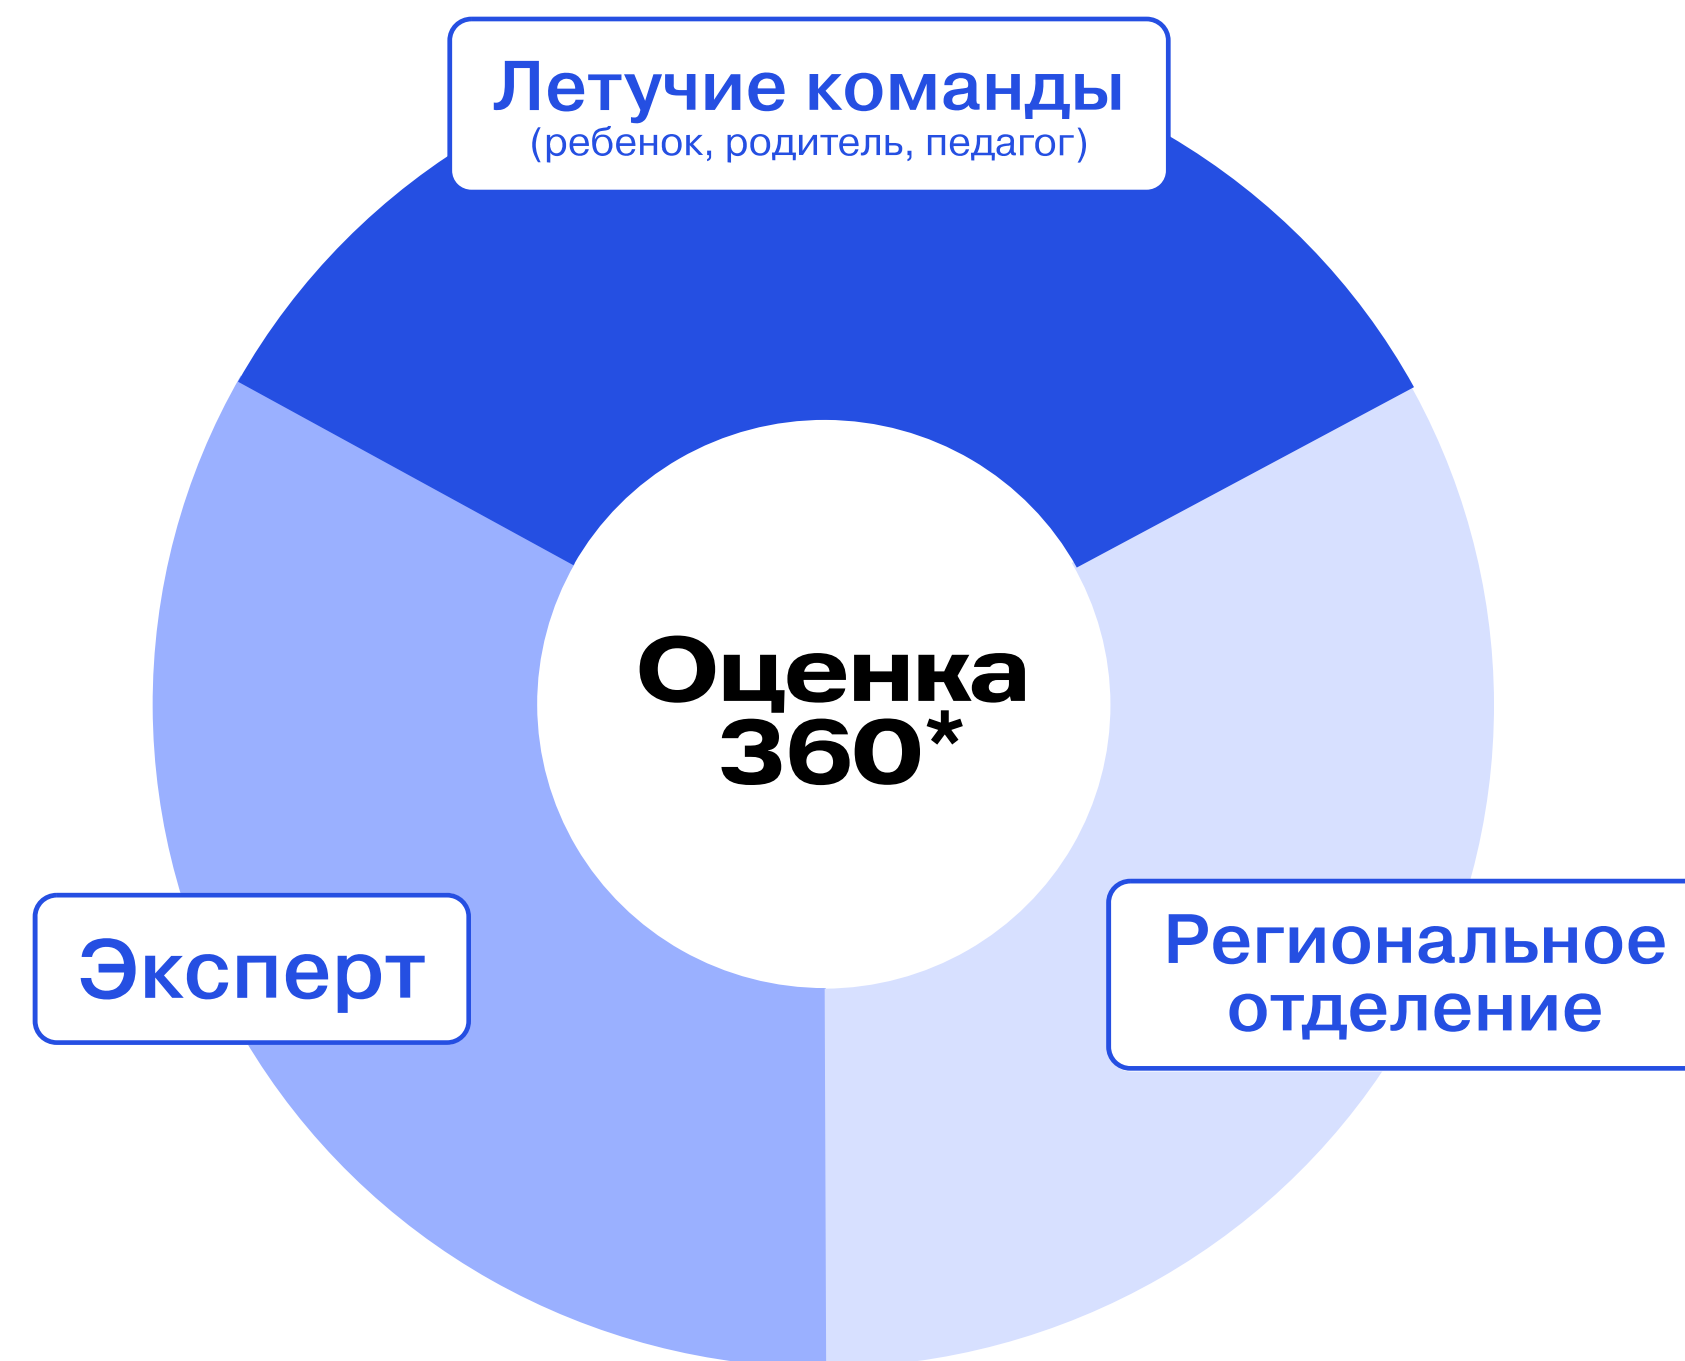 Летучие команды
(ребенок, родитель, педагог)
Оценка
360*
Эксперт
Региональное
отделение